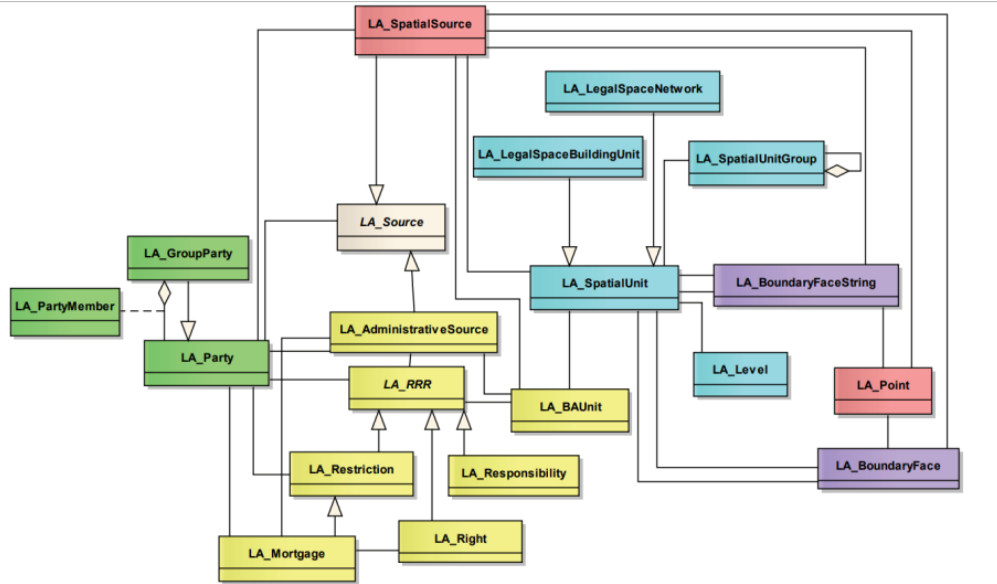 LA_SpatialSource
LA_LegalSpaceNetwork
LA_LegalSpaceBuildingUnit
LA_SpatialUnitGroup
LA_Source
LA_GroupParty
LA_SpatialUnit
LA_BoundaryFaceString
LA_PartyMember
LA_AdministrativeSource
LA_Party
LA_Level
LA_RRR
LA_Point
LA_BAUnit
LA_Restriction
LA_Responsibility
LA_BoundaryFace
LA_Right
LA_Mortgage